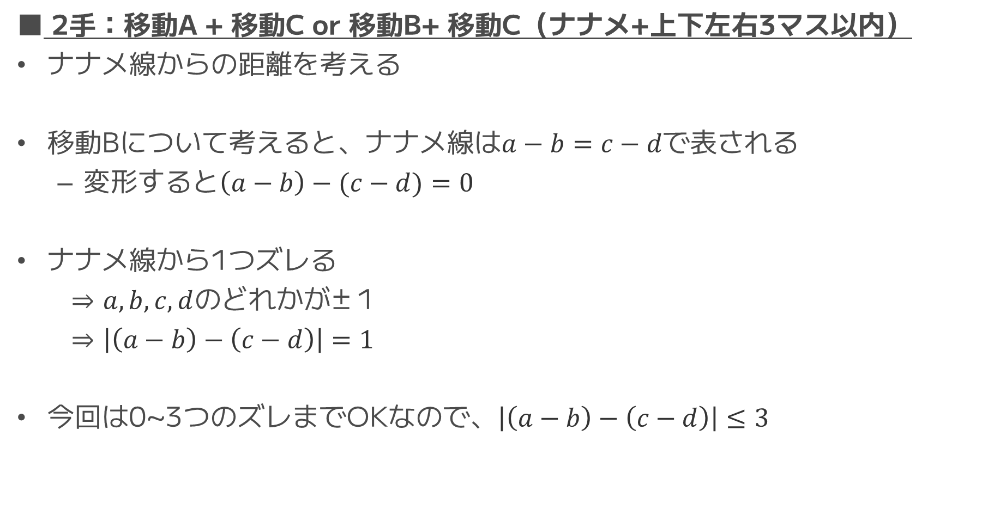 ■ 2手：移動A + 移動C or 移動B+ 移動C（ナナメ+上下左右3マス以内）
• ナナメ線からの距離を考える
• 移動Bについて考えると、ナナメ線はa − b = c − dで表される
– 変形すると(a − b) − (c − d) = 0
• ナナメ線から1つズレる
⇒ a, b, c, dのどれかが± 1
⇒ |(a − b) − (c − d)| = 1
• 今回は0~3つのズレまでOKなので、|(a − b) − (c − d)| ≤ 3